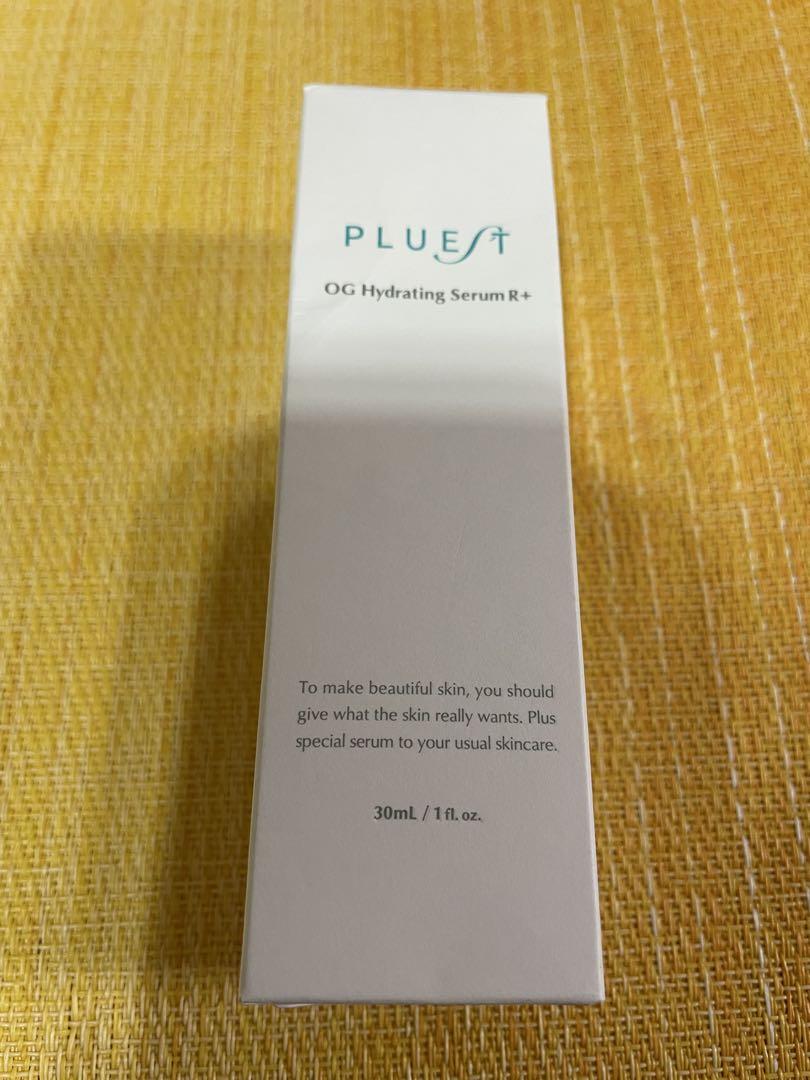 PLUEST
OG Hydrating Serum R+
To make beautiful skin, you should
give what the skin really wants. Plus
special serum to your usual skincare.
30mL / 1 fl. oz.